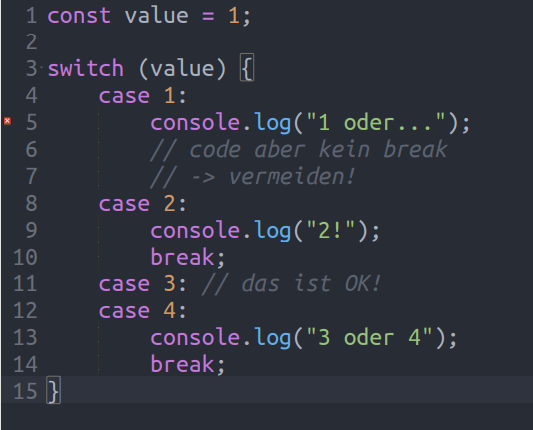 1 const value = 1;
2
3 switch (value) {
4     case 1:
5         console.log("1 oder...");
6         // code aber kein break
7         // -> vermeiden!
8     case 2:
9         console.log("2!");
10         break;
11     case 3: // das ist OK!
12     case 4:
13         console.log("3 oder 4");
14         break;
15 }